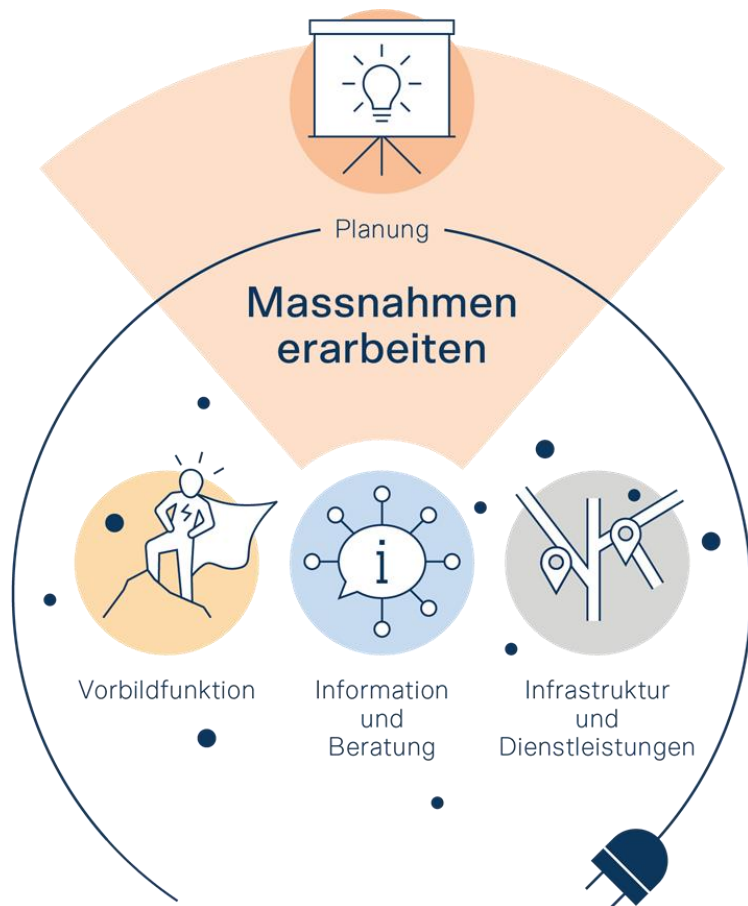 Planung
Massnahmen
erarbeiten
i
Vorbildfunktion
Information
und
Beratung
Infrastruktur
und
Dienstleistungen